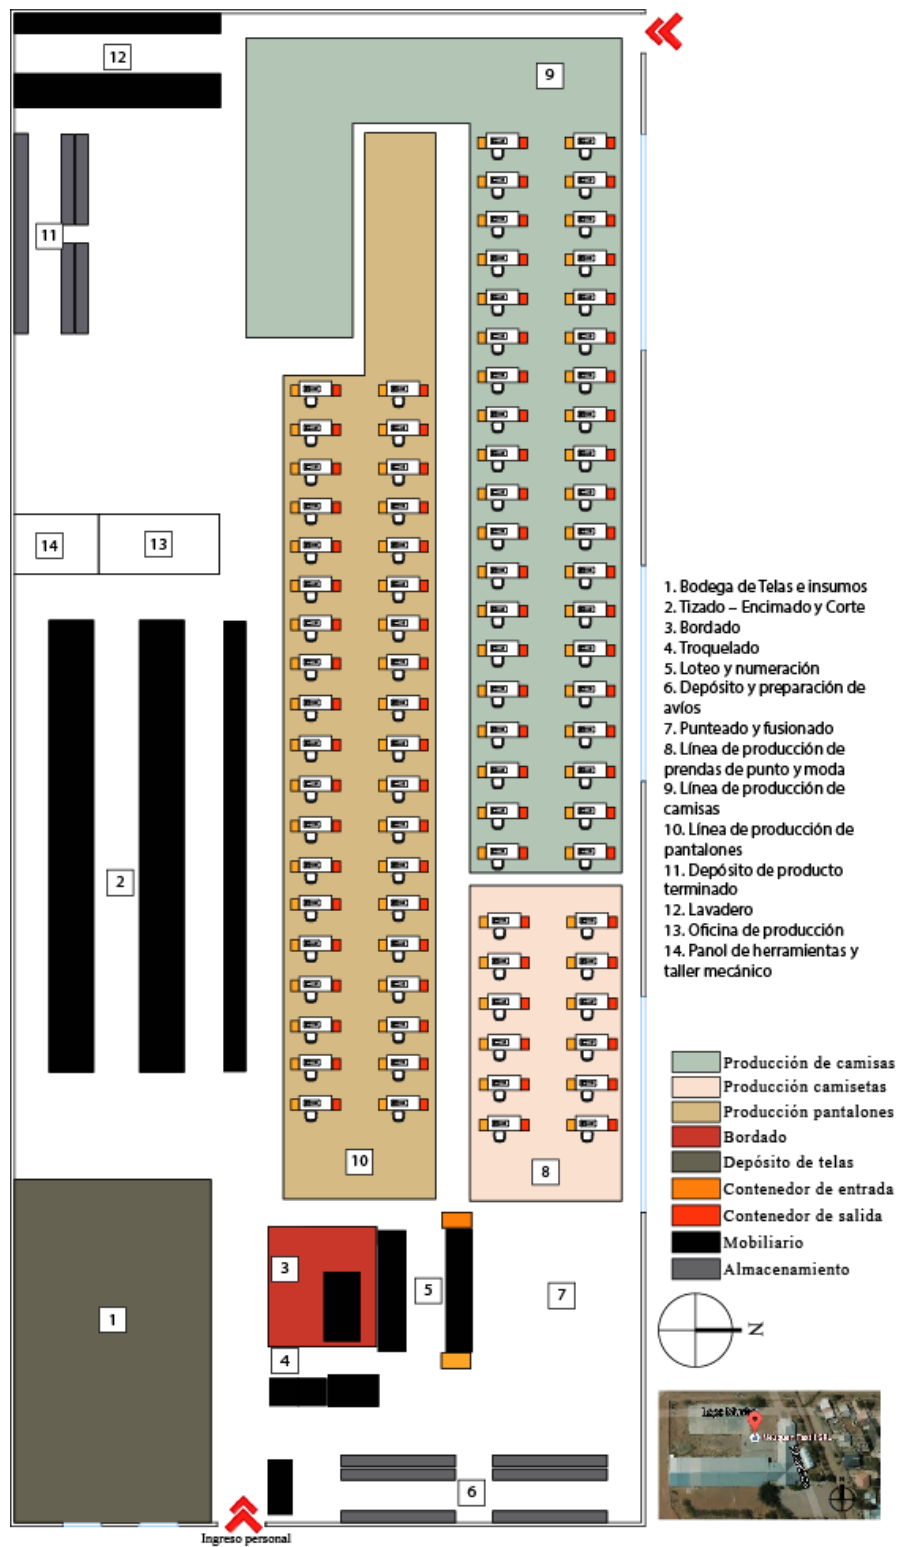 12
9
11
14
13
1. Bodega de Telas e insumos
2. Tizado – Encimado y Corte
3. Bordado
4. Troquelado
5. Loteo y numeración
6. Depósito y preparación de
avíos
7. Punteado y fusionado
8. Línea de producción de
prendas de punto y moda
9. Línea de producción de
camisas
10. Línea de producción de
pantalones
11. Depósito de producto
terminado
12. Lavadero
13. Oficina de producción
14. Panol de herramientas y
taller mecánico
2
10
8
Producción de camisas
Producción camisetas
Producción pantalones
Bordado
Depósito de telas
Contenedor de entrada
Contenedor de salida
Mobiliario
Almacenamiento
3
5
7
1
4
N
6
Ingreso personal